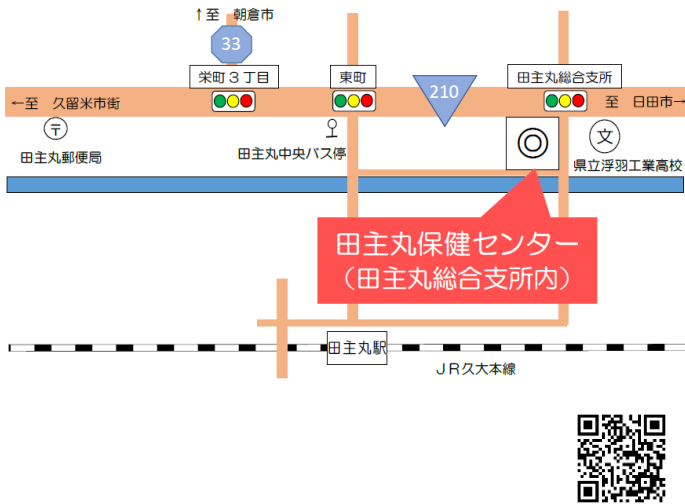 ↑至 朝倉市
33
栄町３丁目
東町
210
田主丸総合支所
←至 久留米市街
至 日田市→
〒
田主丸郵便局
田主丸中央バス停
文
県立浮羽工業高校
田主丸保健センター
（田主丸総合支所内）
田主丸駅
ＪＲ久大本線